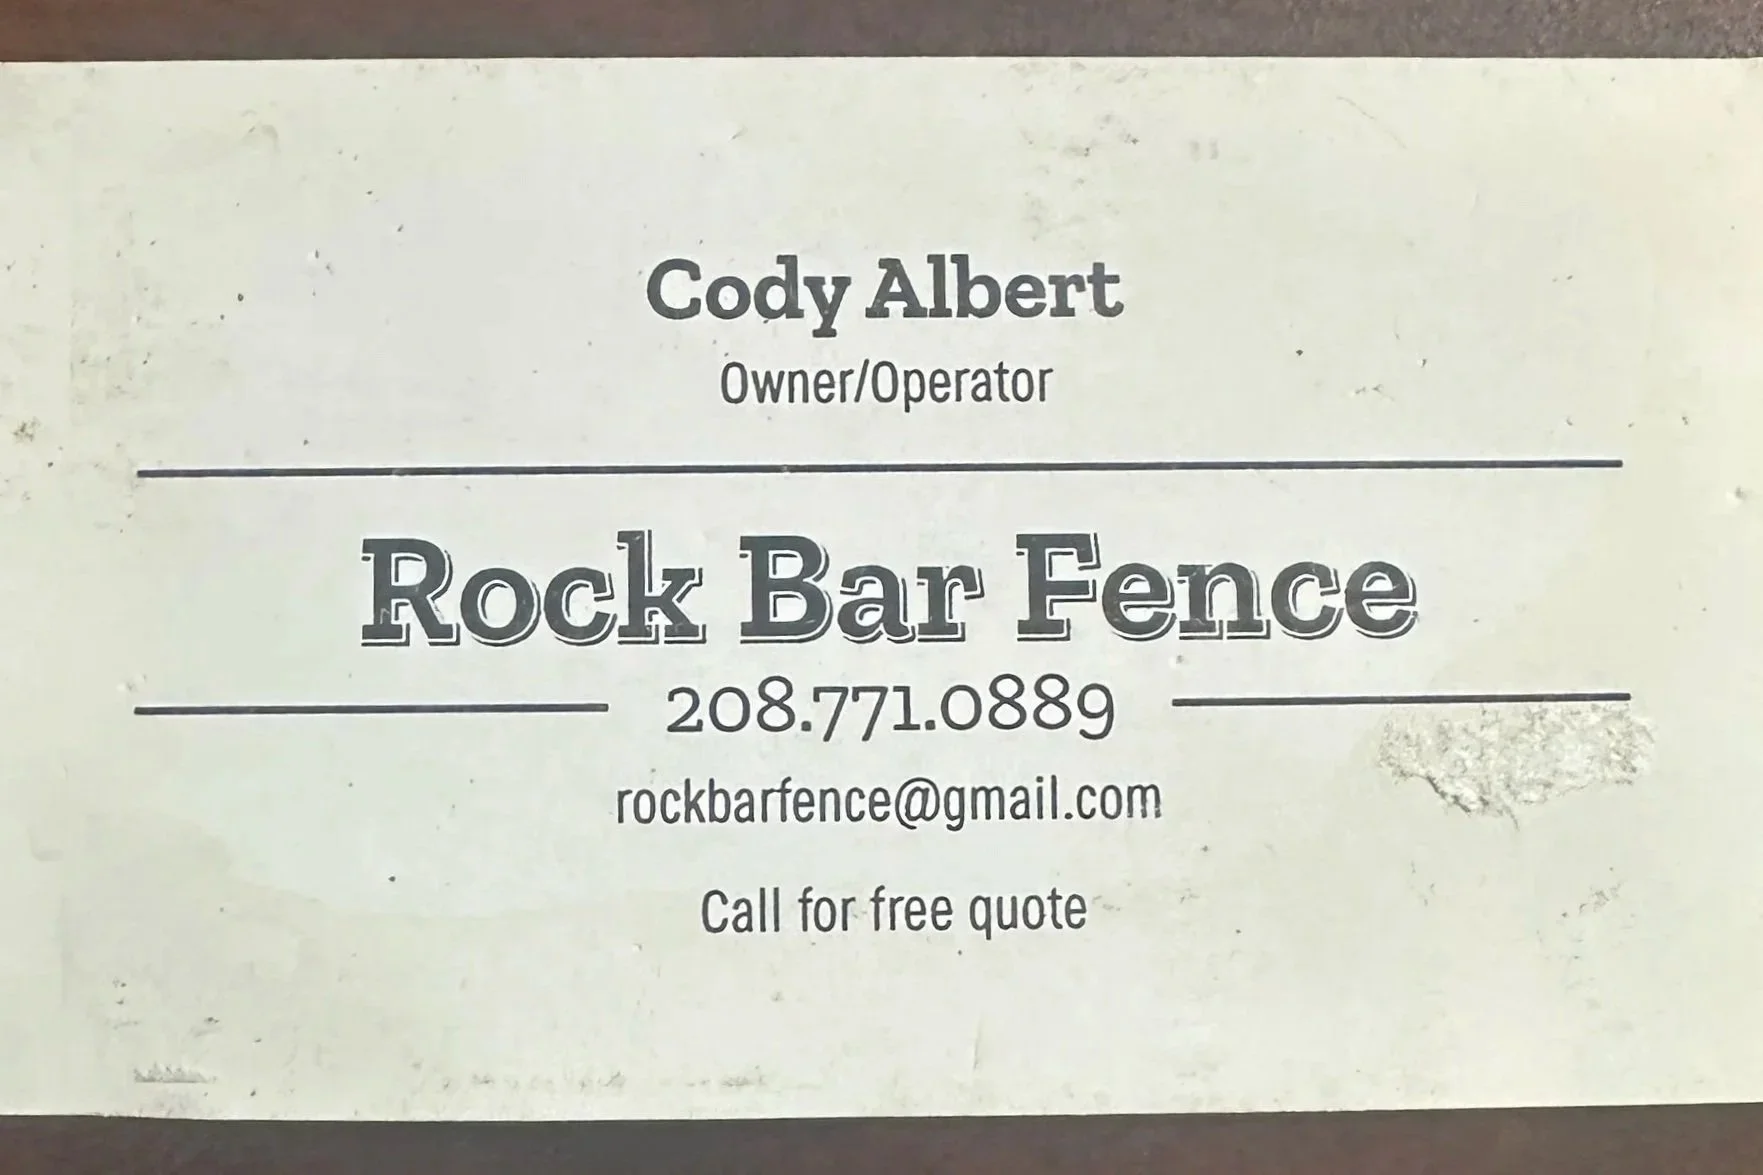 Cody Albert
Owner/Operator
Rock Bar Fence
208.771.0889
rockbarfence@gmail.com
Call for free quote